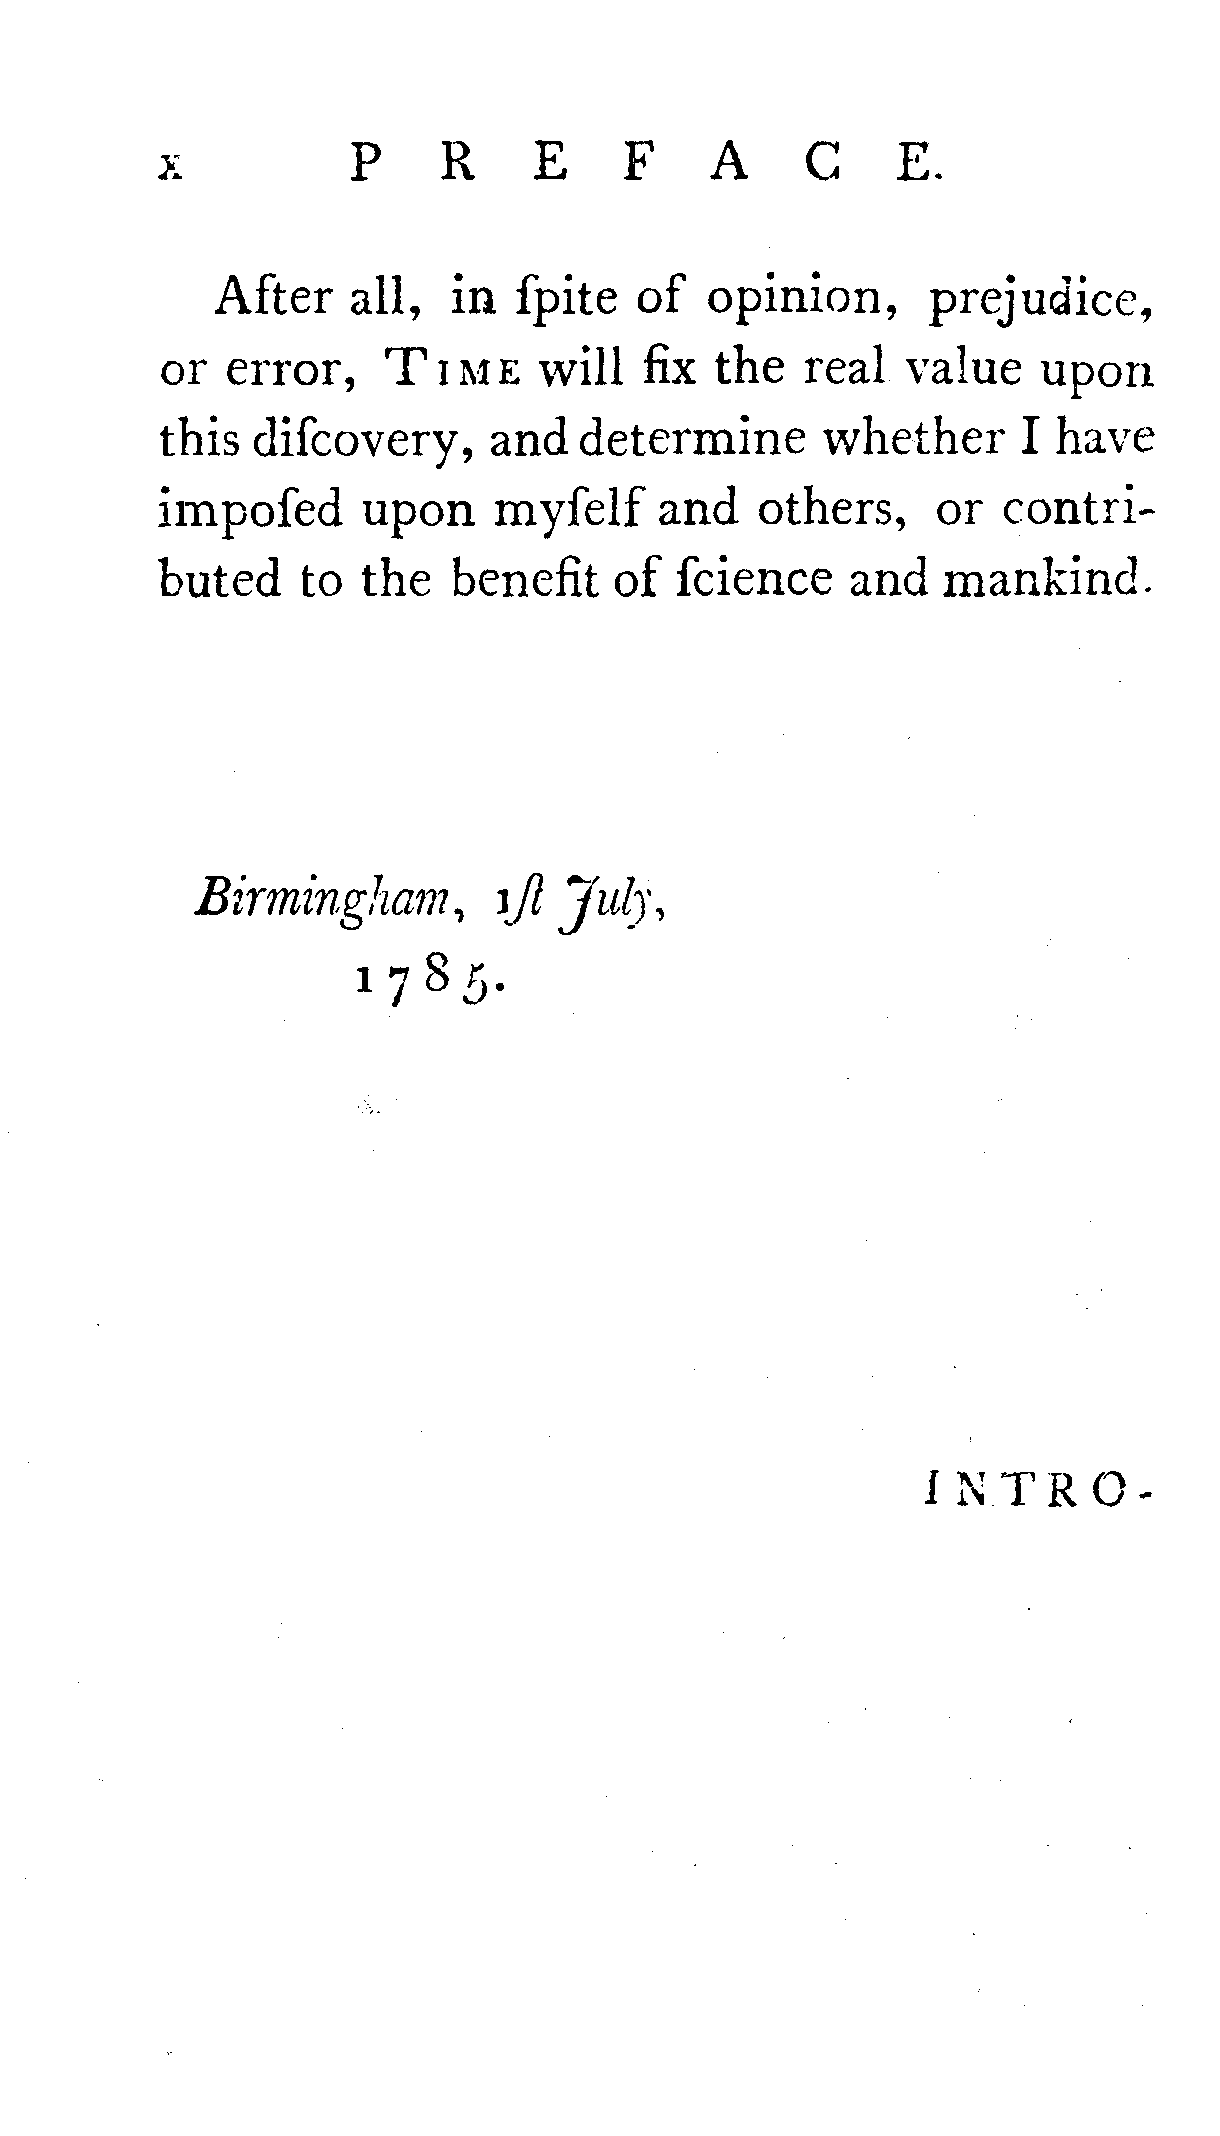 x P R E F A C E.
After all, in ſpite of opinion, prejudice,
or error, TIME will fix the real value upon
this diſcovery, and determine whether I have
impoſed upon myſelf and others, or contri-
buted to the benefit of ſcience and mankind.
Birmingham, 1ſt July,
1785.
INTRO-